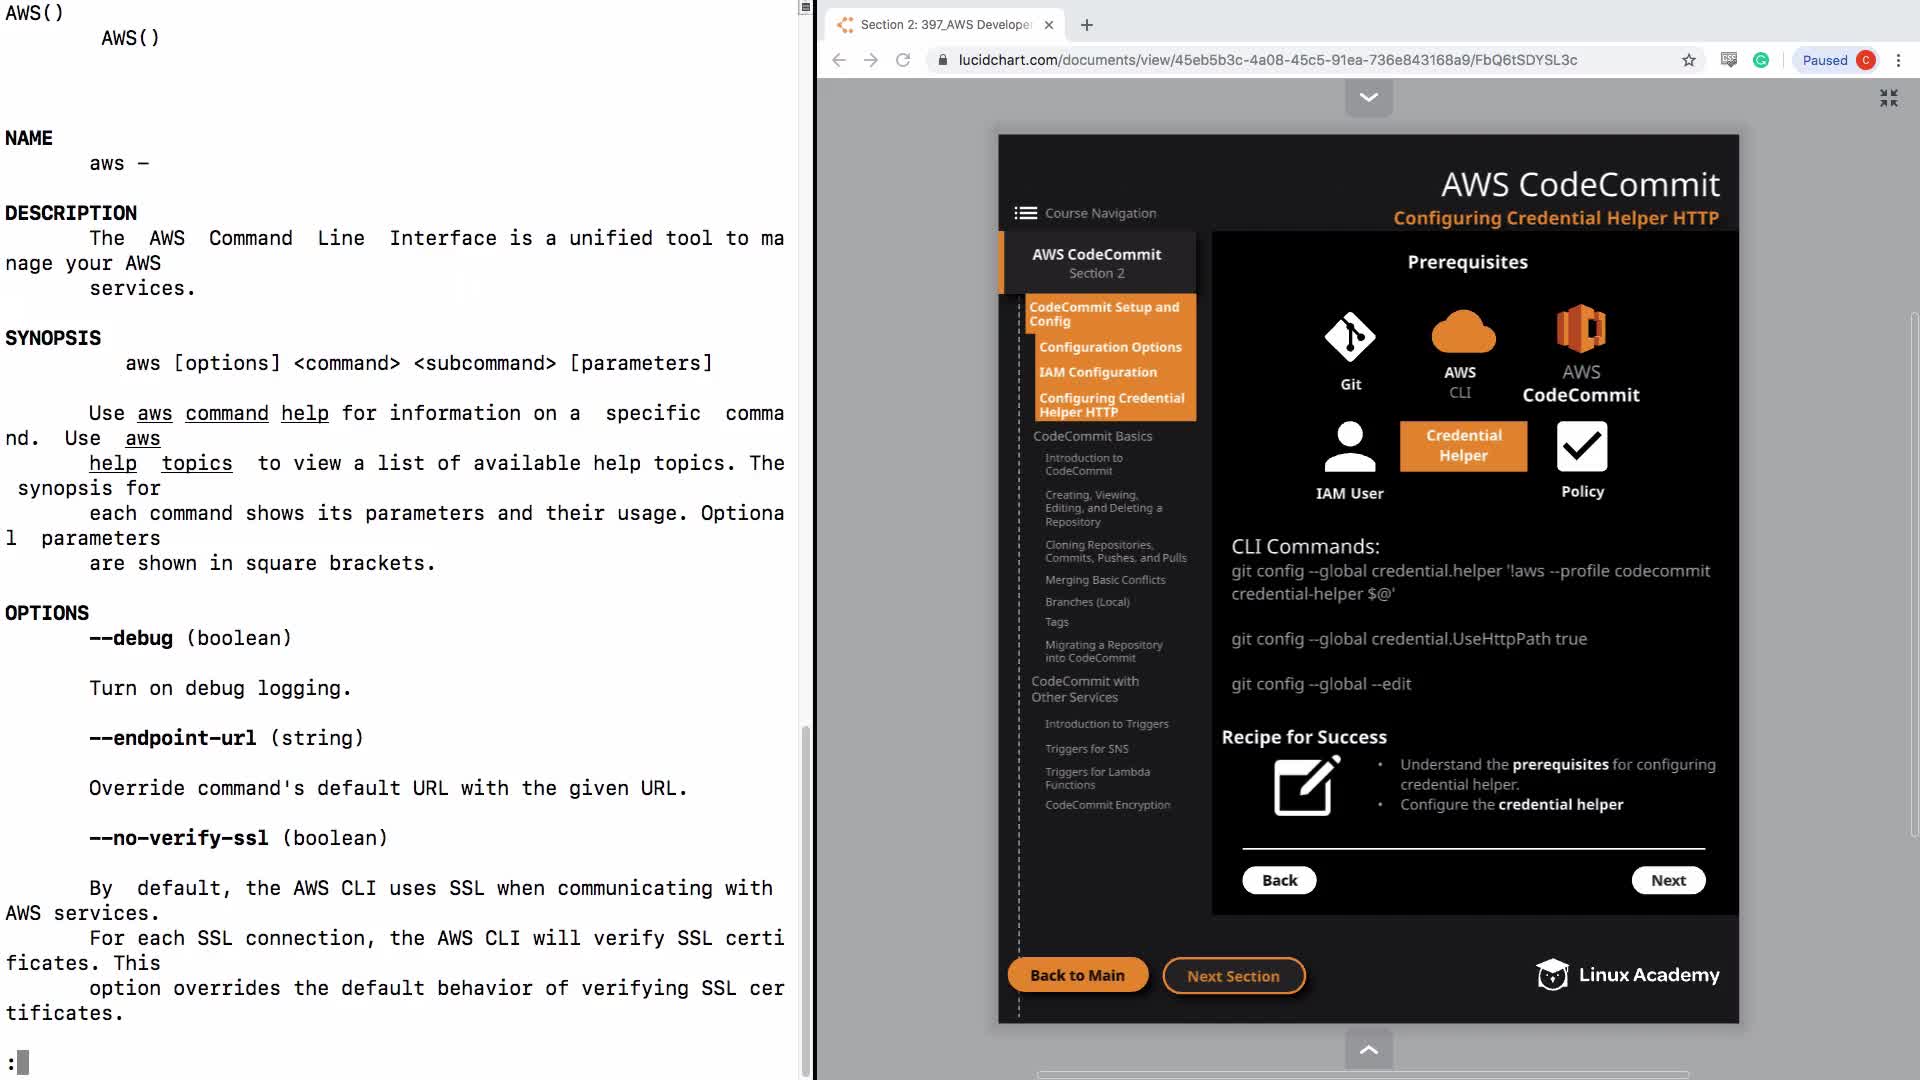 AWS()
AWS()
NAME
aws –
DESCRIPTION
The AWS Command Line Interface is a unified tool to ma
nage your AWS
services.
SYNOPSIS
aws [options] <command> <subcommand> [parameters]
Use aws command help for information on a specific comma
nd. Use aws
help topics to view a list of available help topics. The
synopsis for
each command shows its parameters and their usage. Optiona
l parameters
are shown in square brackets.
OPTIONS
--debug (boolean)
Turn on debug logging.
--endpoint-url (string)
Override command's default URL with the given URL.
--no-verify-ssl (boolean)
By default, the AWS CLI uses SSL when communicating with
AWS services.
For each SSL connection, the AWS CLI will verify SSL certi
ficates. This
option overrides the default behavior of verifying SSL cer
tificates.
:
Section 2: 397_AWS Developer
lucidchart.com/documents/view/45eb5b3c-4a08-45c5-91ea-736e843168a9/FbQ6tSDYSL3c
Paused C
AWS CodeCommit
Configuring Credential Helper HTTP
Course Navigation
AWS CodeCommit
Section 2
CodeCommit Setup and
Config
Configuration Options
IAM Configuration
Configuring Credential
Helper HTTP
CodeCommit Basics
Introduction to
CodeCommit
Creating, Viewing,
Editing, and Deleting a
Repository
Cloning Repositories,
Commits, Pushes, and Pulls
Merging Basic Conflicts
Branches (Local)
Tags
Migrating a Repository
into CodeCommit
CodeCommit with
Other Services
Introduction to Triggers
Triggers for SNS
Triggers for Lambda
Functions
CodeCommit Encryption
Prerequisites
Git
AWS
CLI
AWS
CodeCommit
IAM User
Credential
Helper
Policy
CLI Commands:
git config --global credential.helper '!aws --profile codecommit
credential-helper $@'
git config --global credential.UseHttpPath true
git config --global --edit
Recipe for Success
• Understand the prerequisites for configuring
credential helper.
• Configure the credential helper
Back
Next
Back to Main
Next Section
Linux Academy